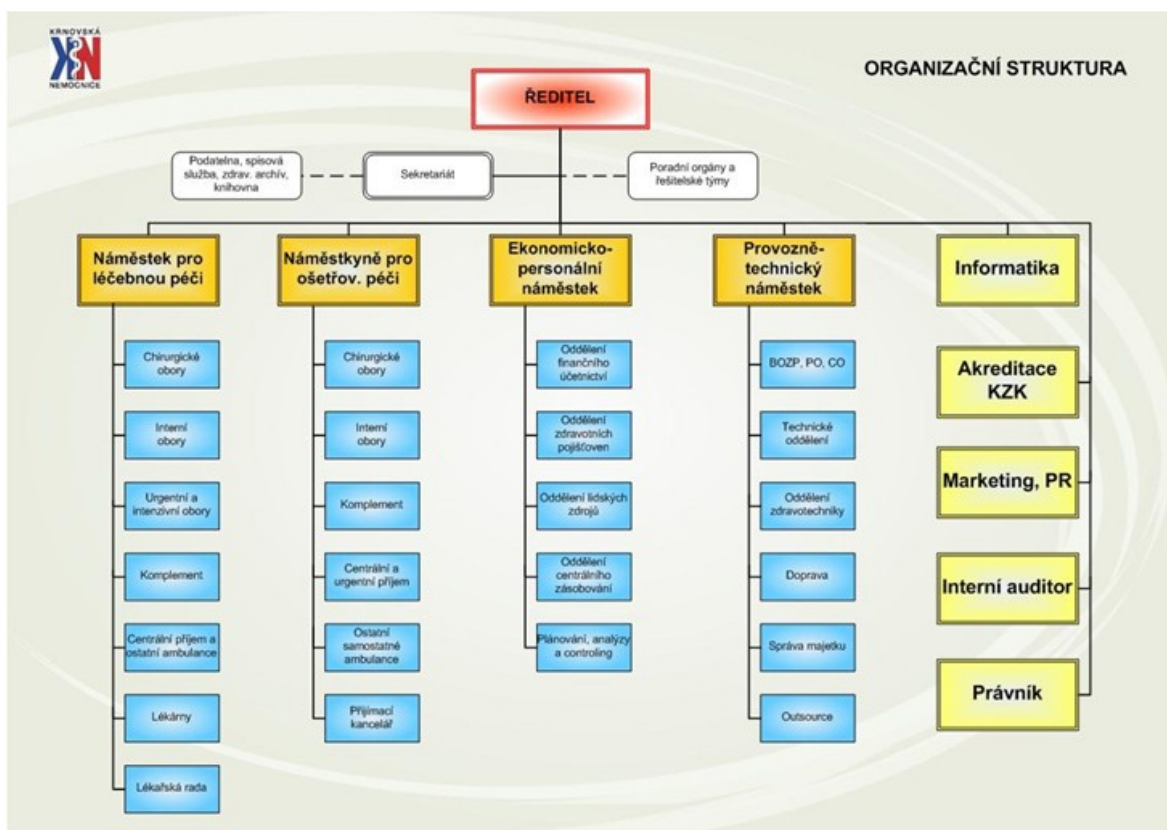 KRNOVSKÁ
NEMOCNICE
ORGANIZAČNÍ STRUKTURA
ŘEDITEL
Podatelna, spisová
služba, zdrav. archív,
knihovna
Sekretariát
Poradní orgány a
řešitelské týmy
Náměstek pro
léčebnou péči
Náměstkyně pro
ošetřov. péči
Ekonomicko-
personální
náměstek
Provozně-
technický
náměstek
Informatika
Chirurgické
obory
Interní
obory
Urgentní a
intenzivní obory
Komplement
Centrální příjem a
ostatní ambulance
Lékárny
Lékařská rada
Chirurgické
obory
Interní
obory
Komplement
Centrální a
urgentní příjem
Ostatní
samostatné
ambulance
Přijímací
kancelář
Oddělení
finančního
účetnictví
Oddělení
zdravotních
pojišťoven
Oddělení lidských
zdrojů
Oddělení
centrálního
zásobování
Plánování, analýzy
a controling
BOZP, PO, CO
Technické
oddělení
Oddělení
zdravotechniky
Doprava
Správa majetku
Outsource
Akreditace
KZK
Marketing, PR
Interní auditor
Právník